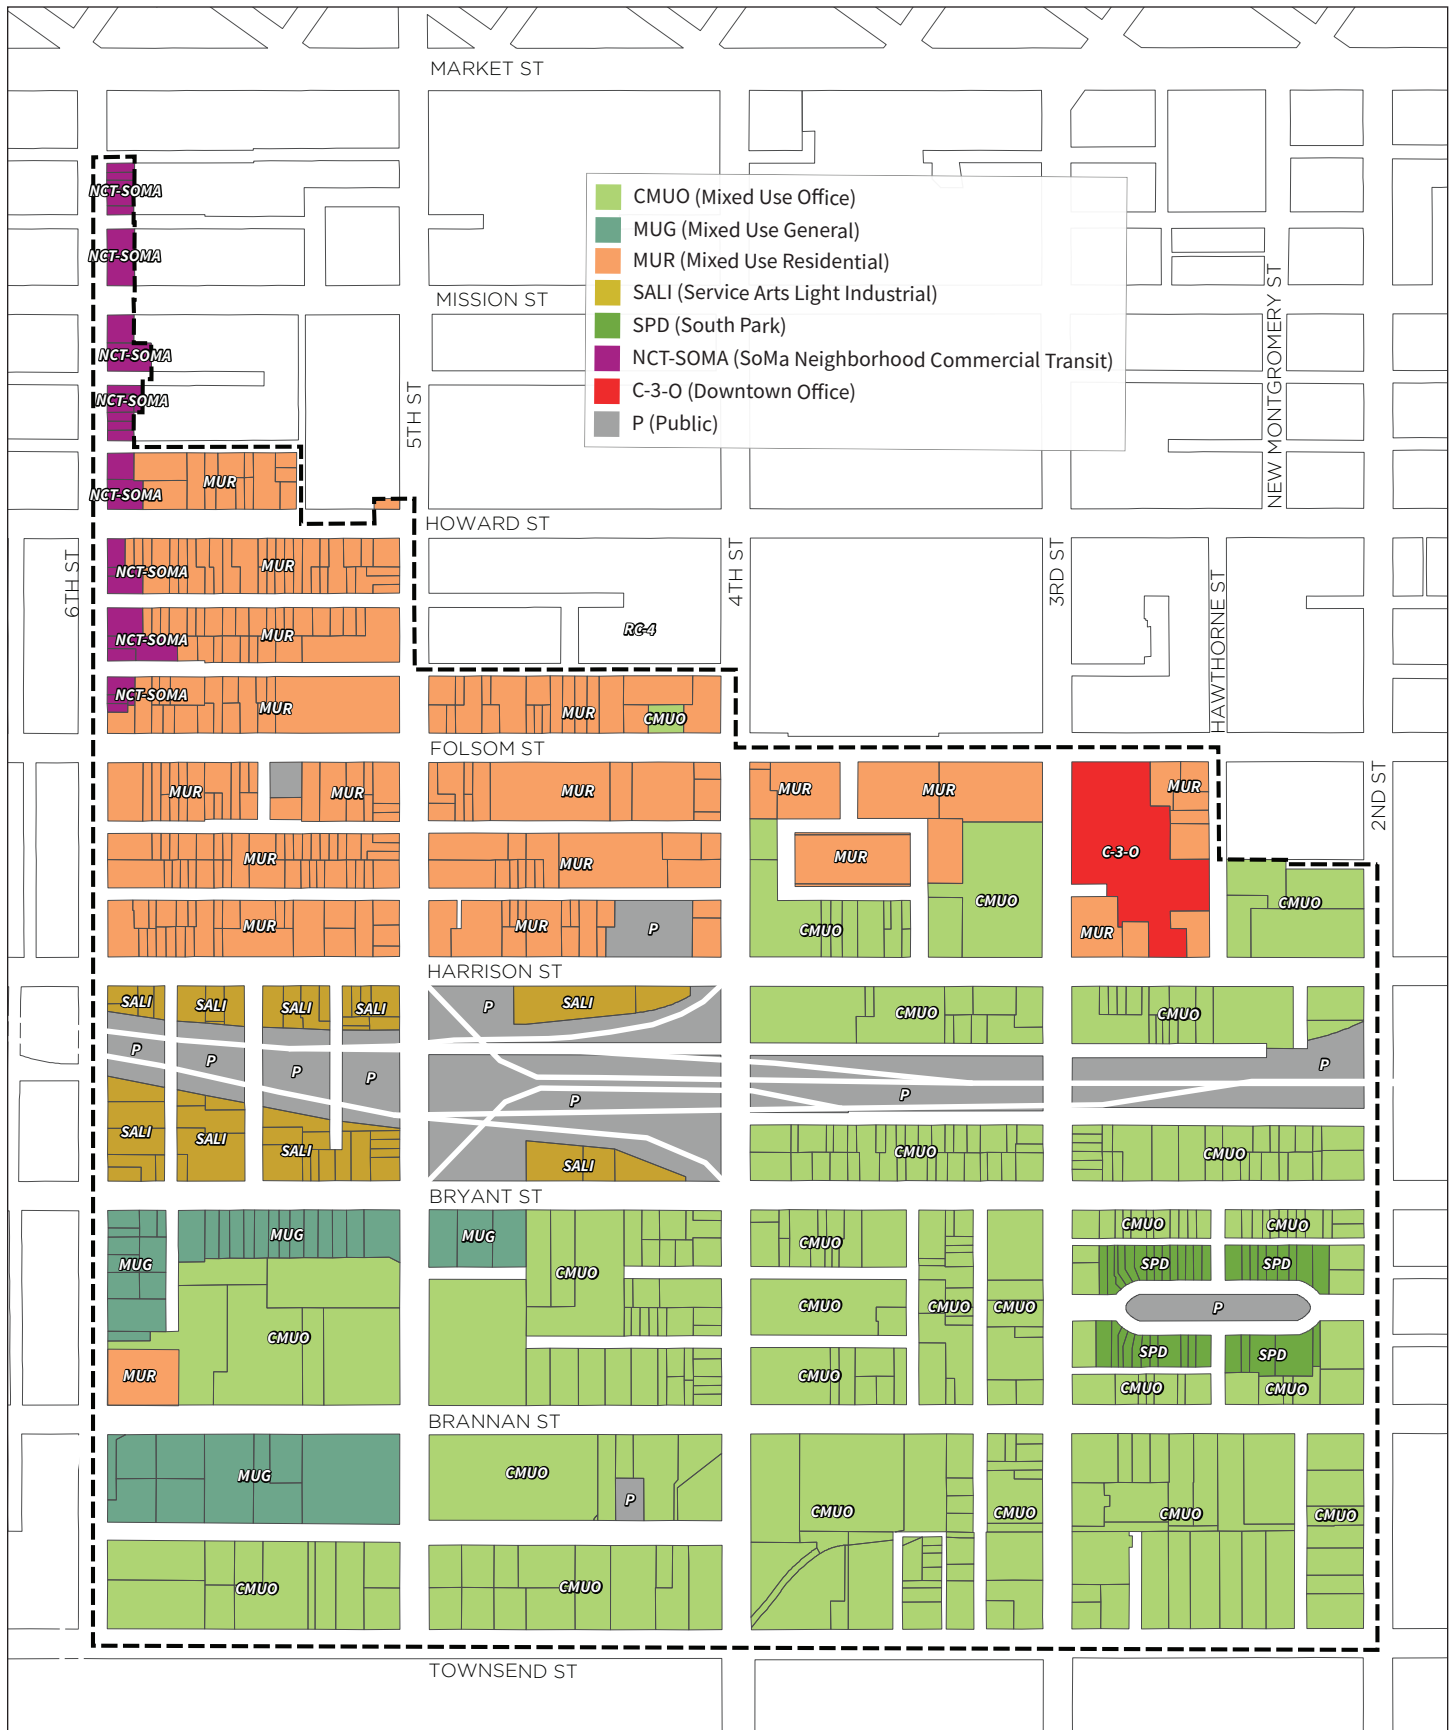 MARKET ST
NCT-SOMA
CMUO (Mixed Use Office)
MUG (Mixed Use General)
NCT-SOMA
MUR (Mixed Use Residential)
SALI (Service Arts Light Industrial)
MISSION ST
NEW MONTGOMERY ST
SPD (South Park)
NCT-SOMA
NCT-SOMA (SoMa Neighborhood Commercial Transit)
C-3-O (Downtown Office)
NCT-SOMA
5TH ST
P (Public)
MUR
NCT-SOMA
HOWARD ST
6TH ST
4TH ST
3RD ST
HAWTHORNE ST
NCT-SOMA
MUR
NCT-SOMA
MUR
RC-4
NCT-SOMA
MUR
MUR
CMUO
FOLSOM ST
2ND ST
MUR
MUR
MUR
MUR
MUR
MUR
MUR
MUR
MUR
C-3-O
MUR
MUR
P
CMUO
CMUO
MUR
CMUO
HARRISON ST
SALI
SALI
SALI
SALI
P
SALI
CMUO
CMUO
P
P
P
P
P
P
P
SALI
SALI
SALI
SALI
CMUO
CMUO
BRYANT ST
MUG
MUG
MUG
CMUO
CMUO
CMUO
CMUO
SPD
SPD
CMUO
CMUO
CMUO
CMUO
P
MUR
CMUO
SPD
SPD
CMUO
CMUO
BRANNAN ST
MUG
CMUO
P
CMUO
CMUO
CMUO
CMUO
CMUO
CMUO
TOWNSEND ST